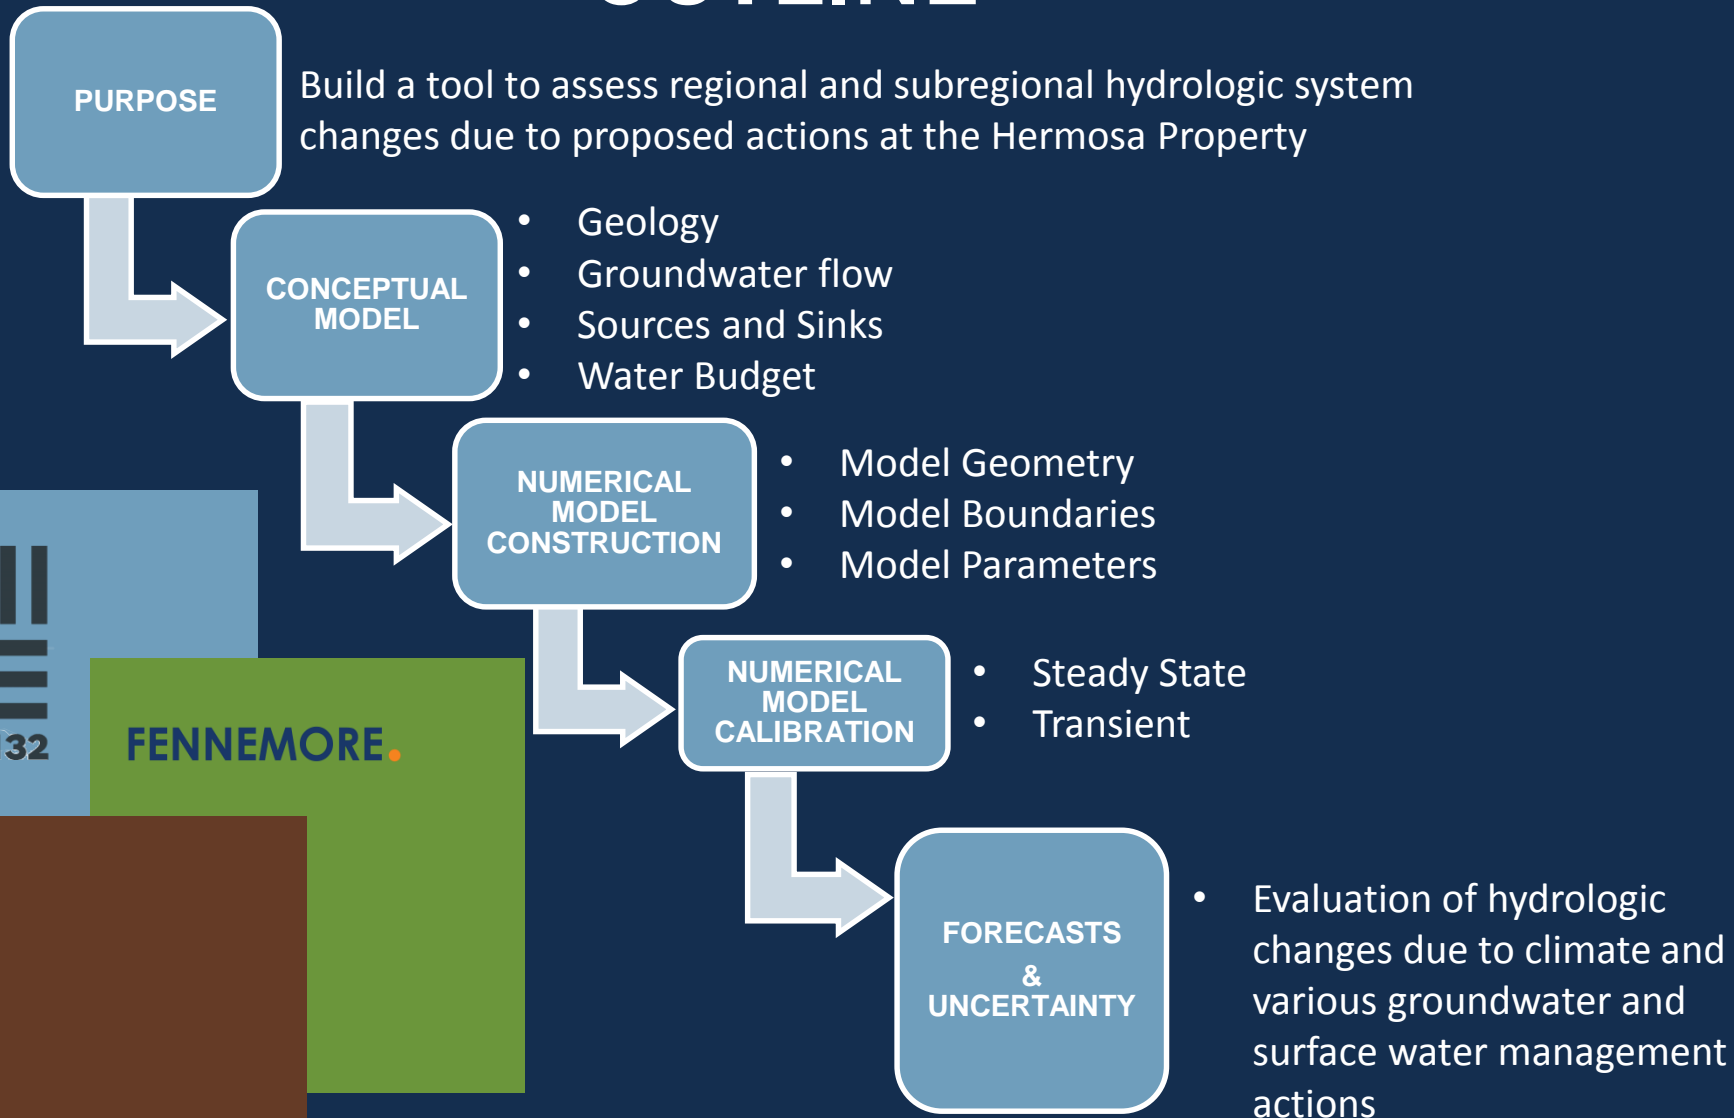 OUTLINE
PURPOSE
Build a tool to assess regional and subregional hydrologic system
changes due to proposed actions at the Hermosa Property
CONCEPTUAL
MODEL
• Geology
• Groundwater flow
• Sources and Sinks
• Water Budget
NUMERICAL
MODEL
CONSTRUCTION
• Model Geometry
• Model Boundaries
• Model Parameters
NUMERICAL
MODEL
CALIBRATION
• Steady State
• Transient
32
FENNEMORE.
FORECASTS
&
UNCERTAINTY
• Evaluation of hydrologic
changes due to climate and
various groundwater and
surface water management
actions